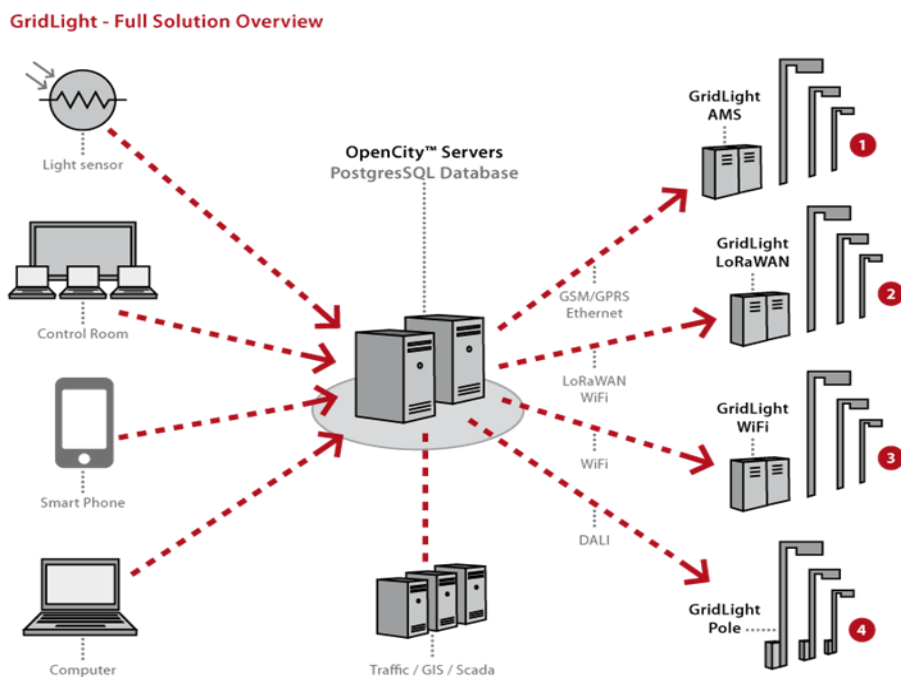 GridLight - Full Solution Overview
Light sensor
Control Room
Smart Phone
Computer
OpenCity™ Servers
PostgresSQL Database
Traffic / GIS / Scada
GSM/GPRS
Ethernet
LoRaWAN
WiFi
WiFi
DALI
GridLight
AMS
1
GridLight
LoRaWAN
2
GridLight
WiFi
3
GridLight
Pole
4